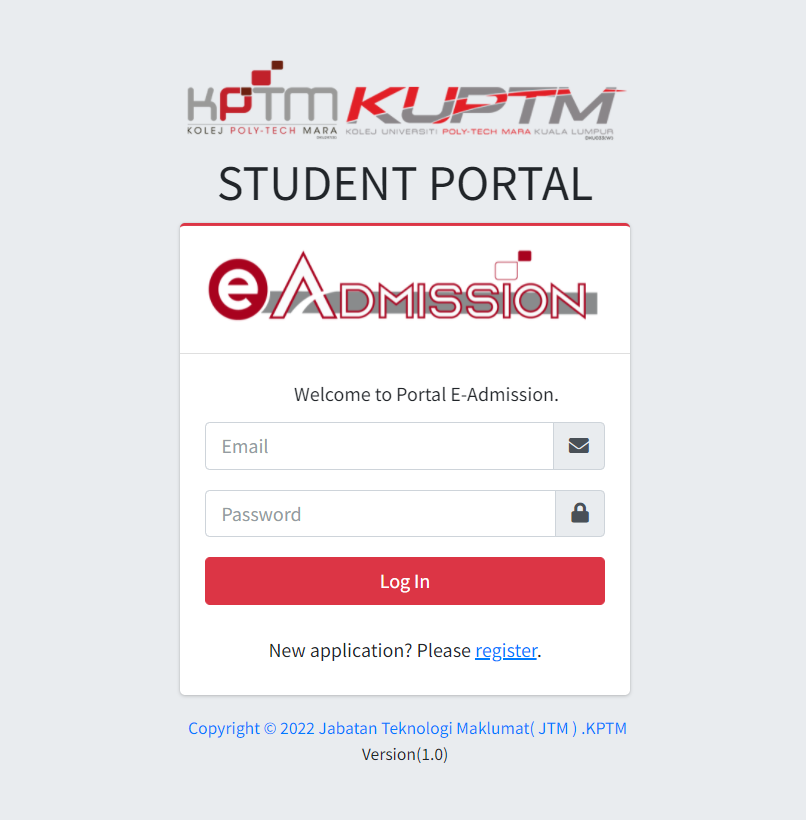 KPTM KUPTM
KOLEJ POLY-TECH MARA KOLEJ UNIVERSITI POLY-TECH MARA KUALA LUMPUR
STUDENT PORTAL
eAdmission
Welcome to Portal E-Admission.
Email
Password
Log In
New application? Please register.
Copyright © 2022 Jabatan Teknologi Maklumat( JTM ) .KPTM
Version(1.0)